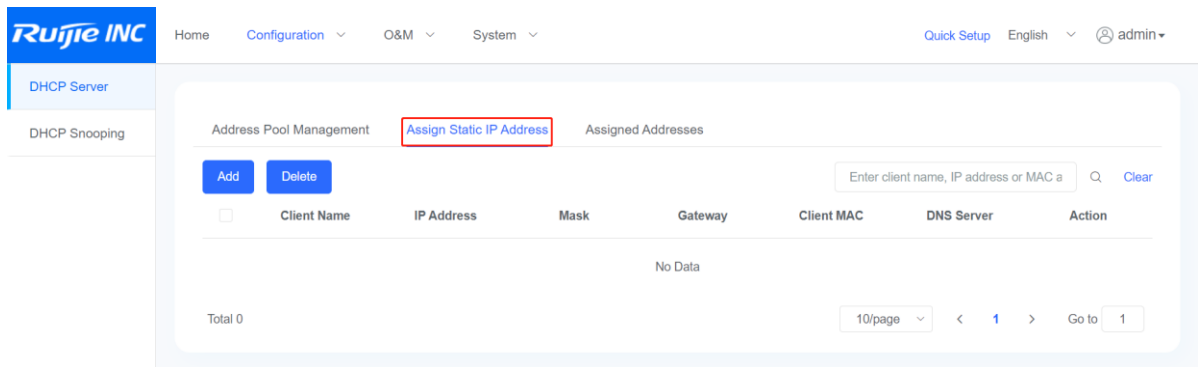 Ruijie INC Home Configuration O&M System Quick Setup English admin
DHCP Server
DHCP Snooping
Address Pool Management Assign Static IP Address Assigned Addresses
Add Delete Enter client name, IP address or MAC a Clear
Client Name IP Address Mask Gateway Client MAC DNS Server Action
No Data
Total 0 10/page < 1 > Go to 1